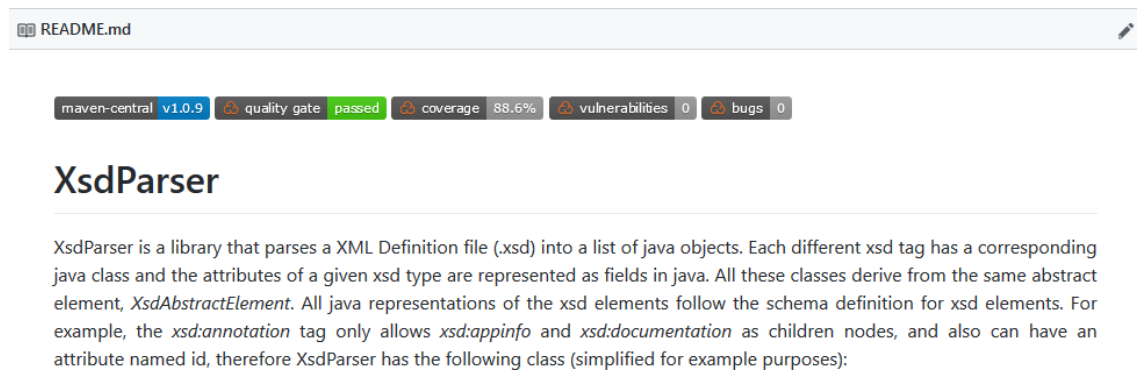 README.md
maven-central v1.0.9 quality gate passed coverage 88.6% vulnerabilities 0 bugs 0
XsdParser
XsdParser is a library that parses a XML Definition file (.xsd) into a list of java objects. Each different xsd tag has a corresponding
java class and the attributes of a given xsd type are represented as fields in java. All these classes derive from the same abstract
element, XsdAbstractElement. All java representations of the xsd elements follow the schema definition for xsd elements. For
example, the xsd:annotation tag only allows xsd:appinfo and xsd:documentation as children nodes, and also can have an
attribute named id, therefore XsdParser has the following class (simplified for example purposes):